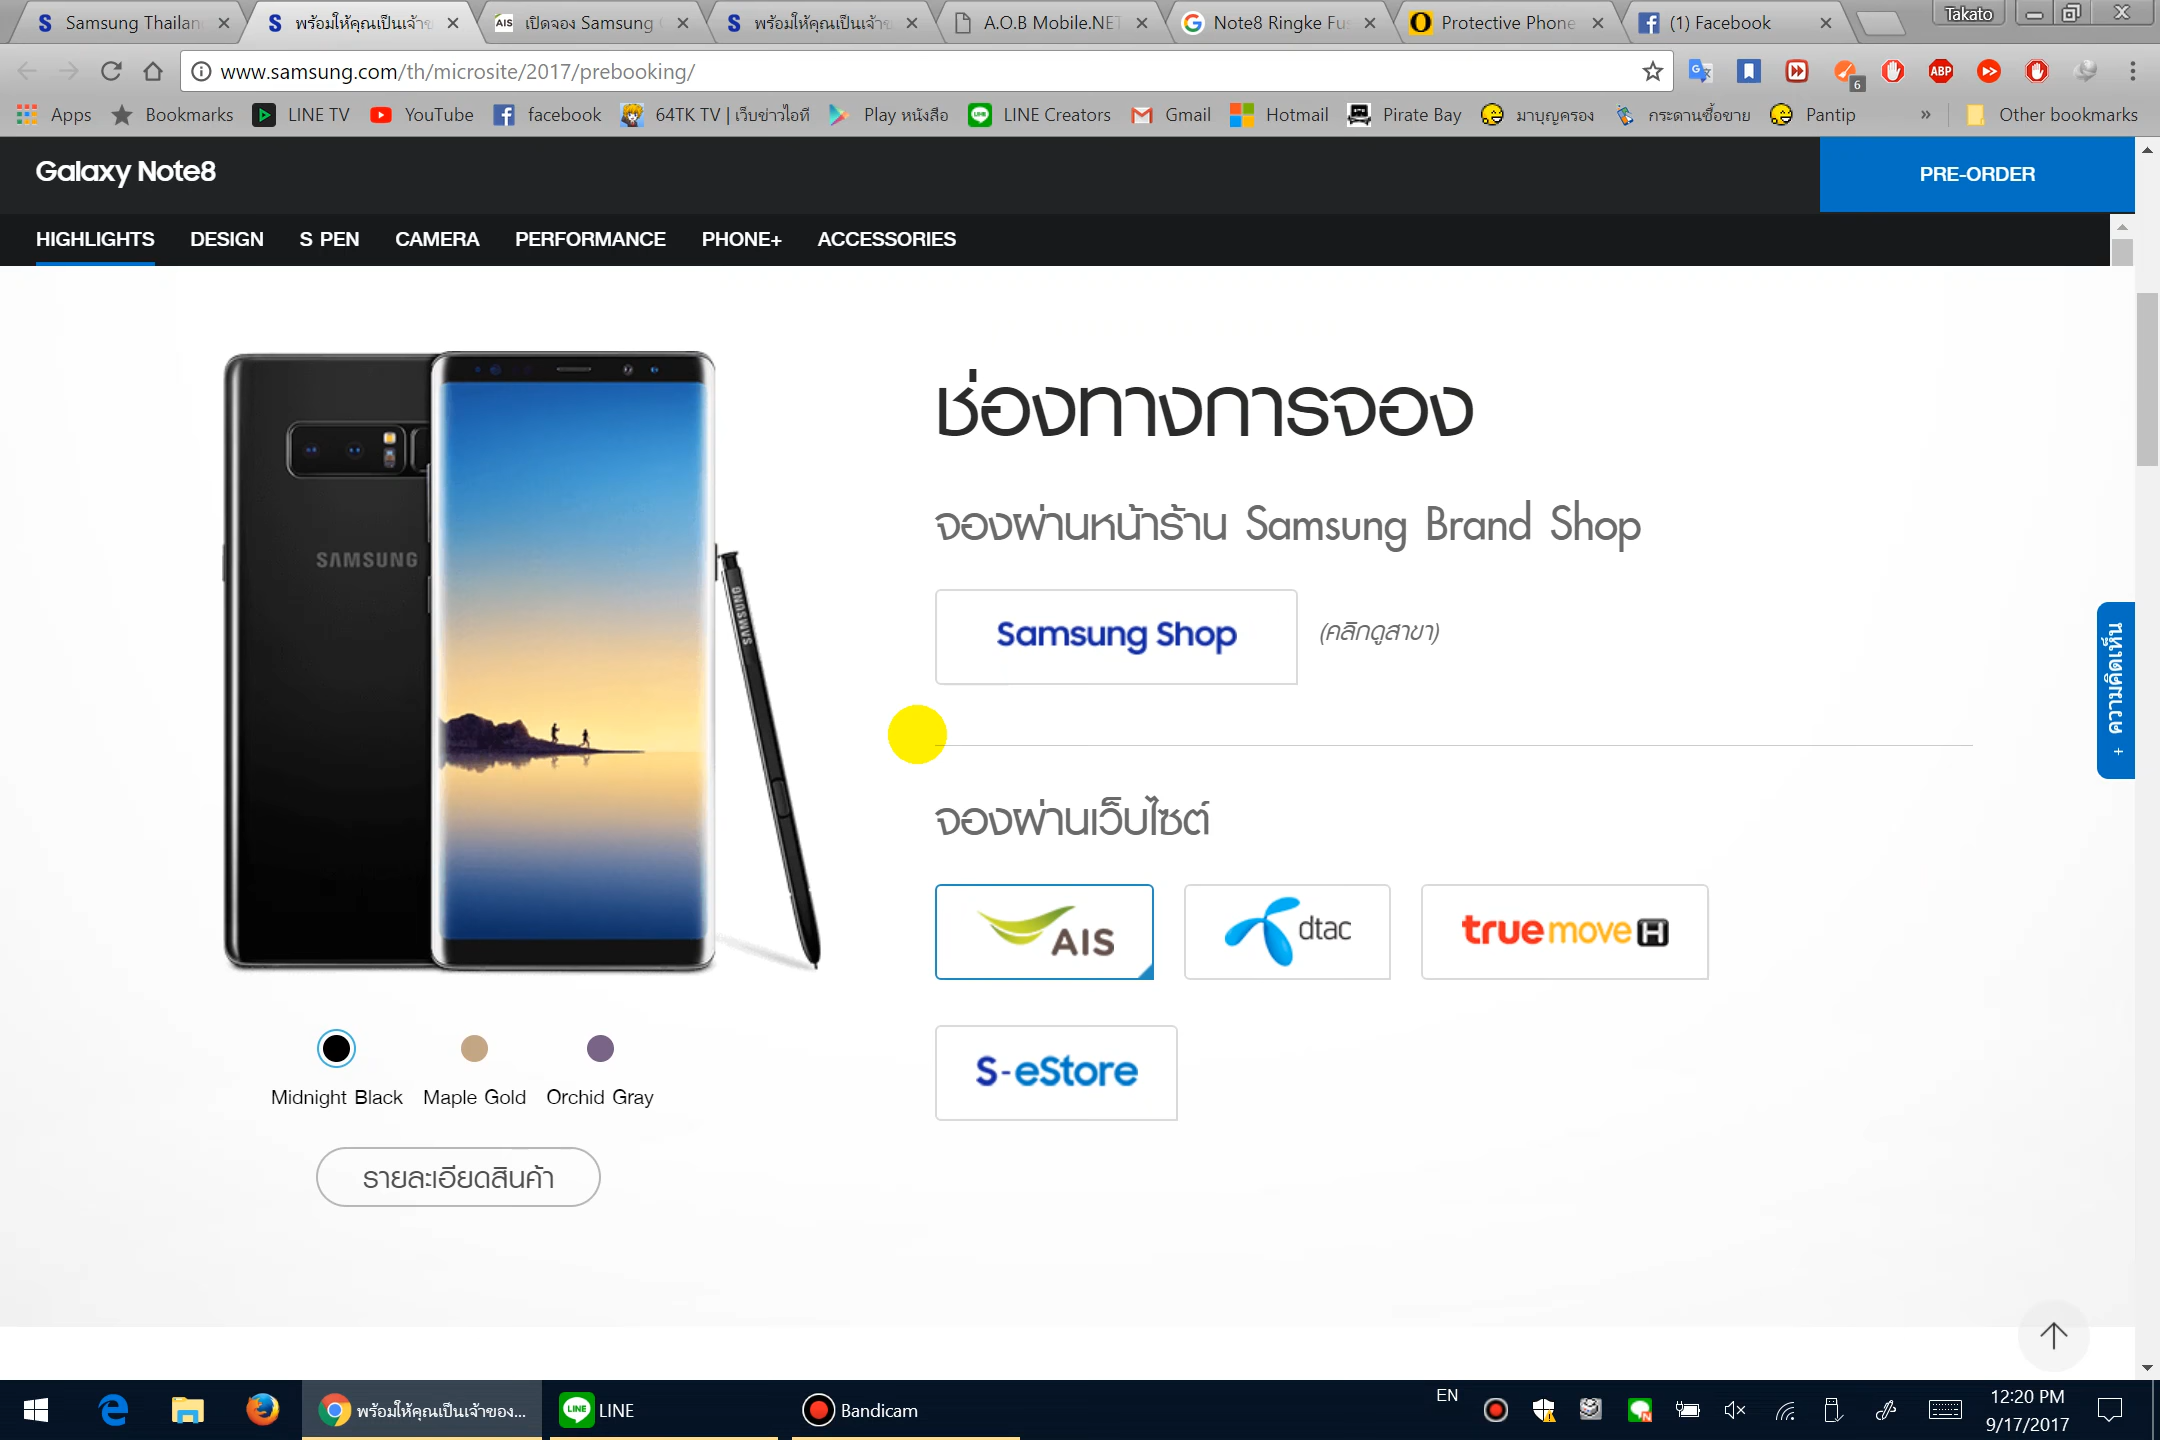 Samsung Thailan
พร้อมให้คุณเป็นเจ้าข
AIS
เปิดจอง Samsung
พร้อมให้คุณเป็นเจ้าข
A.O.B Mobile.NET
Note8 Ringke Fu
Protective Phone
(1) Facebook
Takato
www.samsung.com/th/microsite/2017/prebooking/
6
ABP
Apps
Bookmarks
LINE TV
YouTube
facebook
64TK TV | เว็บข่าวไอที
Play หนังสือ
LINE Creators
Gmail
Hotmail
Pirate Bay
มาบุญครอง
กระดานซื้อขาย
Pantip
»
Other bookmarks
Galaxy Note8
PRE-ORDER
HIGHLIGHTS
DESIGN
S PEN
CAMERA
PERFORMANCE
PHONE+
ACCESSORIES
SAMSUNG
SAMSUNG
ช่องทางการจอง
จองผ่านหน้าร้าน Samsung Brand Shop
Samsung Shop
(คลิกดูสาขา)
+ ความคิดเห็น
จองผ่านเว็บไซต์
AIS
dtac
truemove H
S-eStore
Midnight Black
Maple Gold
Orchid Gray
รายละเอียดสินค้า
พร้อมให้คุณเป็นเจ้าของ...
LINE
LINE
Bandicam
EN
12:20 PM
9/17/2017